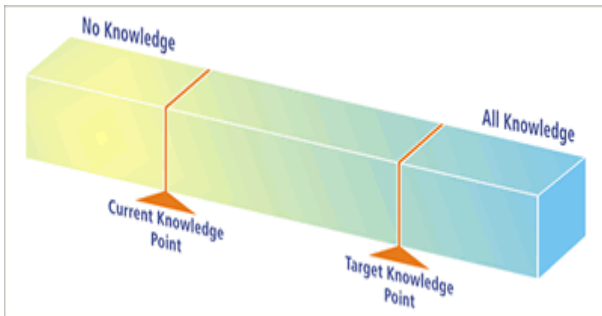 No Knowledge
All Knowledge
Current Knowledge
Point
Target Knowledge
Point